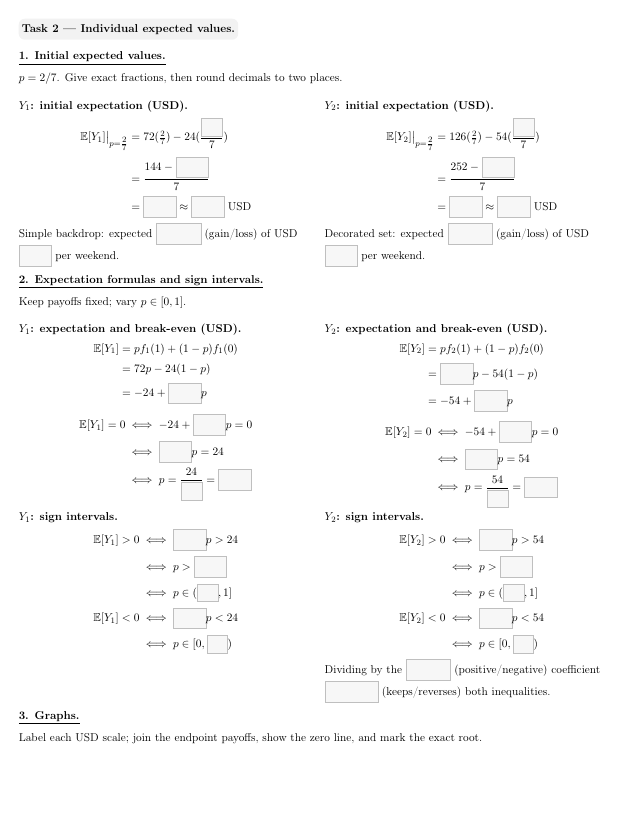 Task 2 — Individual expected values.
1. Initial expected values.
p = 2/7. Give exact fractions, then round decimals to two places.
Y₁: initial expectation (USD).
𝔼[Y₁]|p=2/7 = 72(2/7) − 24( /7)
= (144 − )/7
= ≈ USD
Simple backdrop: expected (gain/loss) of USD
per weekend.
Y₂: initial expectation (USD).
𝔼[Y₂]|p=2/7 = 126(2/7) − 54( /7)
= (252 − )/7
= ≈ USD
Decorated set: expected (gain/loss) of USD
per weekend.
2. Expectation formulas and sign intervals.
Keep payoffs fixed; vary p ∈ [0, 1].
Y₁: expectation and break-even (USD).
𝔼[Y₁] = pf₁(1) + (1 − p)f₁(0)
= 72p − 24(1 − p)
= −24 + p
𝔼[Y₁] = 0 ⟺ −24 + p = 0
⟺ p = 24
⟺ p = 24/ =
Y₂: expectation and break-even (USD).
𝔼[Y₂] = pf₂(1) + (1 − p)f₂(0)
= p − 54(1 − p)
= −54 + p
𝔼[Y₂] = 0 ⟺ −54 + p = 0
⟺ p = 54
⟺ p = 54/ =
Y₁: sign intervals.
𝔼[Y₁] > 0 ⟺ p > 24
⟺ p >
⟺ p ∈ ( , 1]
𝔼[Y₁] < 0 ⟺ p < 24
⟺ p ∈ [0, )
Y₂: sign intervals.
𝔼[Y₂] > 0 ⟺ p > 54
⟺ p >
⟺ p ∈ ( , 1]
𝔼[Y₂] < 0 ⟺ p < 54
⟺ p ∈ [0, )
Dividing by the (positive/negative) coefficient
(keeps/reverses) both inequalities.
3. Graphs.
Label each USD scale; join the endpoint payoffs, show the zero line, and mark the exact root.